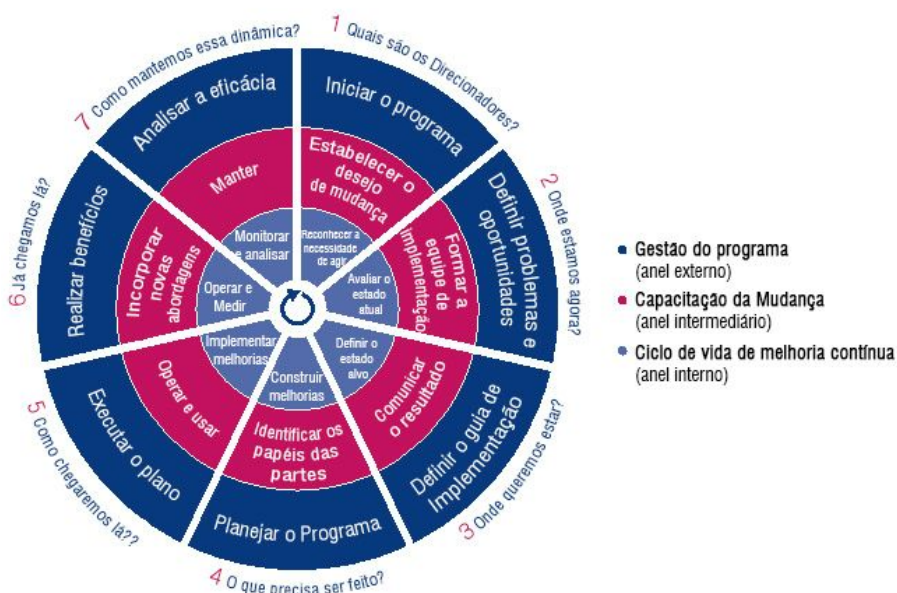 1 Quais são os Direcionadores?
Iniciar o programa
Estabelecer o
desejo
de mudança
Reconhecer a
necessidade
de agir
2 Onde estamos agora?
Definir problemas e
oportunidades
Formar a
equipe de
implementação
Avaliar o
estado
atual
3 Onde queremos estar?
Definir o guia de
Implementação
Comunicar
o resultado
Definir o
estado
alvo
4 O que precisa ser feito?
Planejar o Programa
Identificar os
papéis das
partes
Construir
melhorias
5 Como chegaremos lá??
Executar o plano
Operar e usar
Implementar
melhorias
6 Já chegamos lá?
Realizar benefícios
Incorporar
novas
abordagens
Operar e
Medir
7 Como mantemos essa dinâmica?
Analisar a eficácia
Manter
Monitorar
e analisar
Gestão do programa
(anel externo)
Capacitação da Mudança
(anel intermediário)
Ciclo de vida de melhoria contínua
(anel interno)